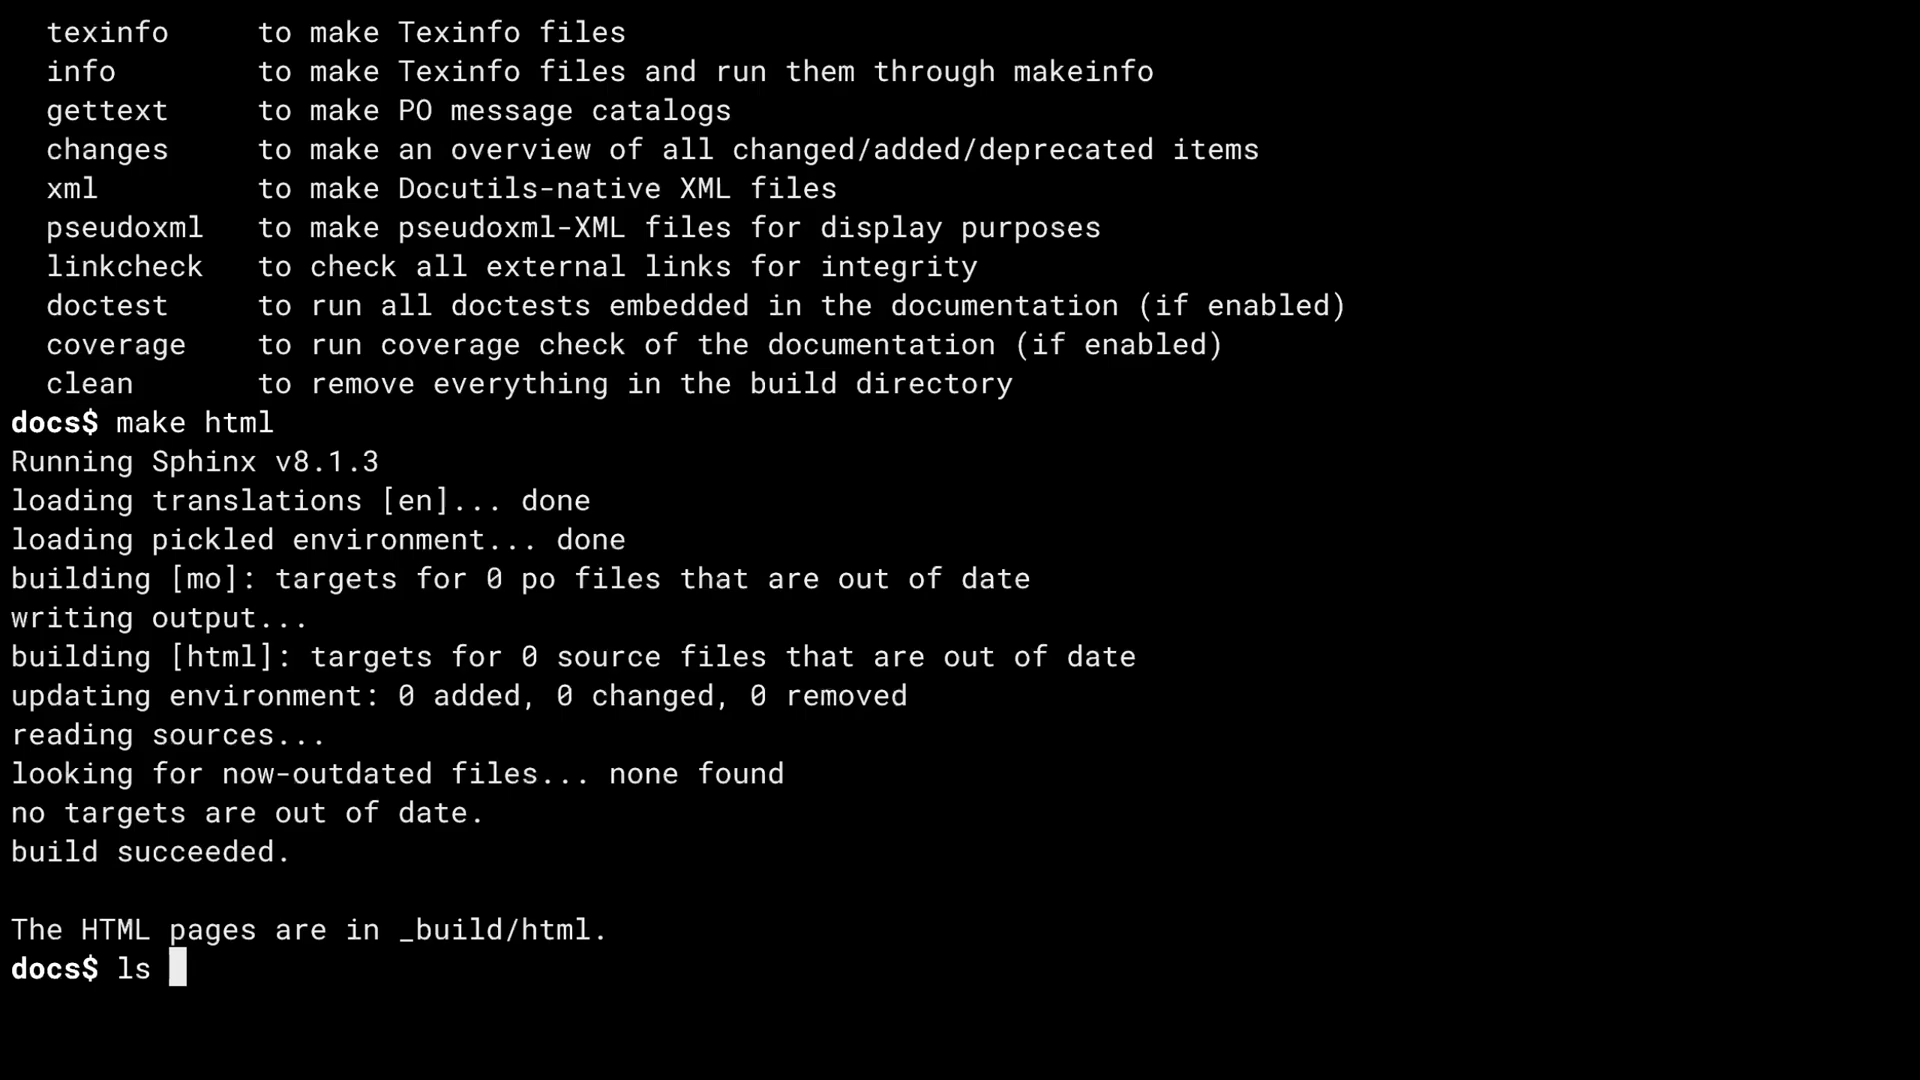 texinfo     to make Texinfo files
info        to make Texinfo files and run them through makeinfo
gettext     to make PO message catalogs
changes     to make an overview of all changed/added/deprecated items
xml         to make Docutils-native XML files
pseudoxml   to make pseudoxml-XML files for display purposes
linkcheck   to check all external links for integrity
doctest     to run all doctests embedded in the documentation (if enabled)
coverage    to run coverage check of the documentation (if enabled)
clean       to remove everything in the build directory
docs$ make html
Running Sphinx v8.1.3
loading translations [en]... done
loading pickled environment... done
building [mo]: targets for 0 po files that are out of date
writing output...
building [html]: targets for 0 source files that are out of date
updating environment: 0 added, 0 changed, 0 removed
reading sources...
looking for now-outdated files... none found
no targets are out of date.
build succeeded.

The HTML pages are in _build/html.
docs$ ls